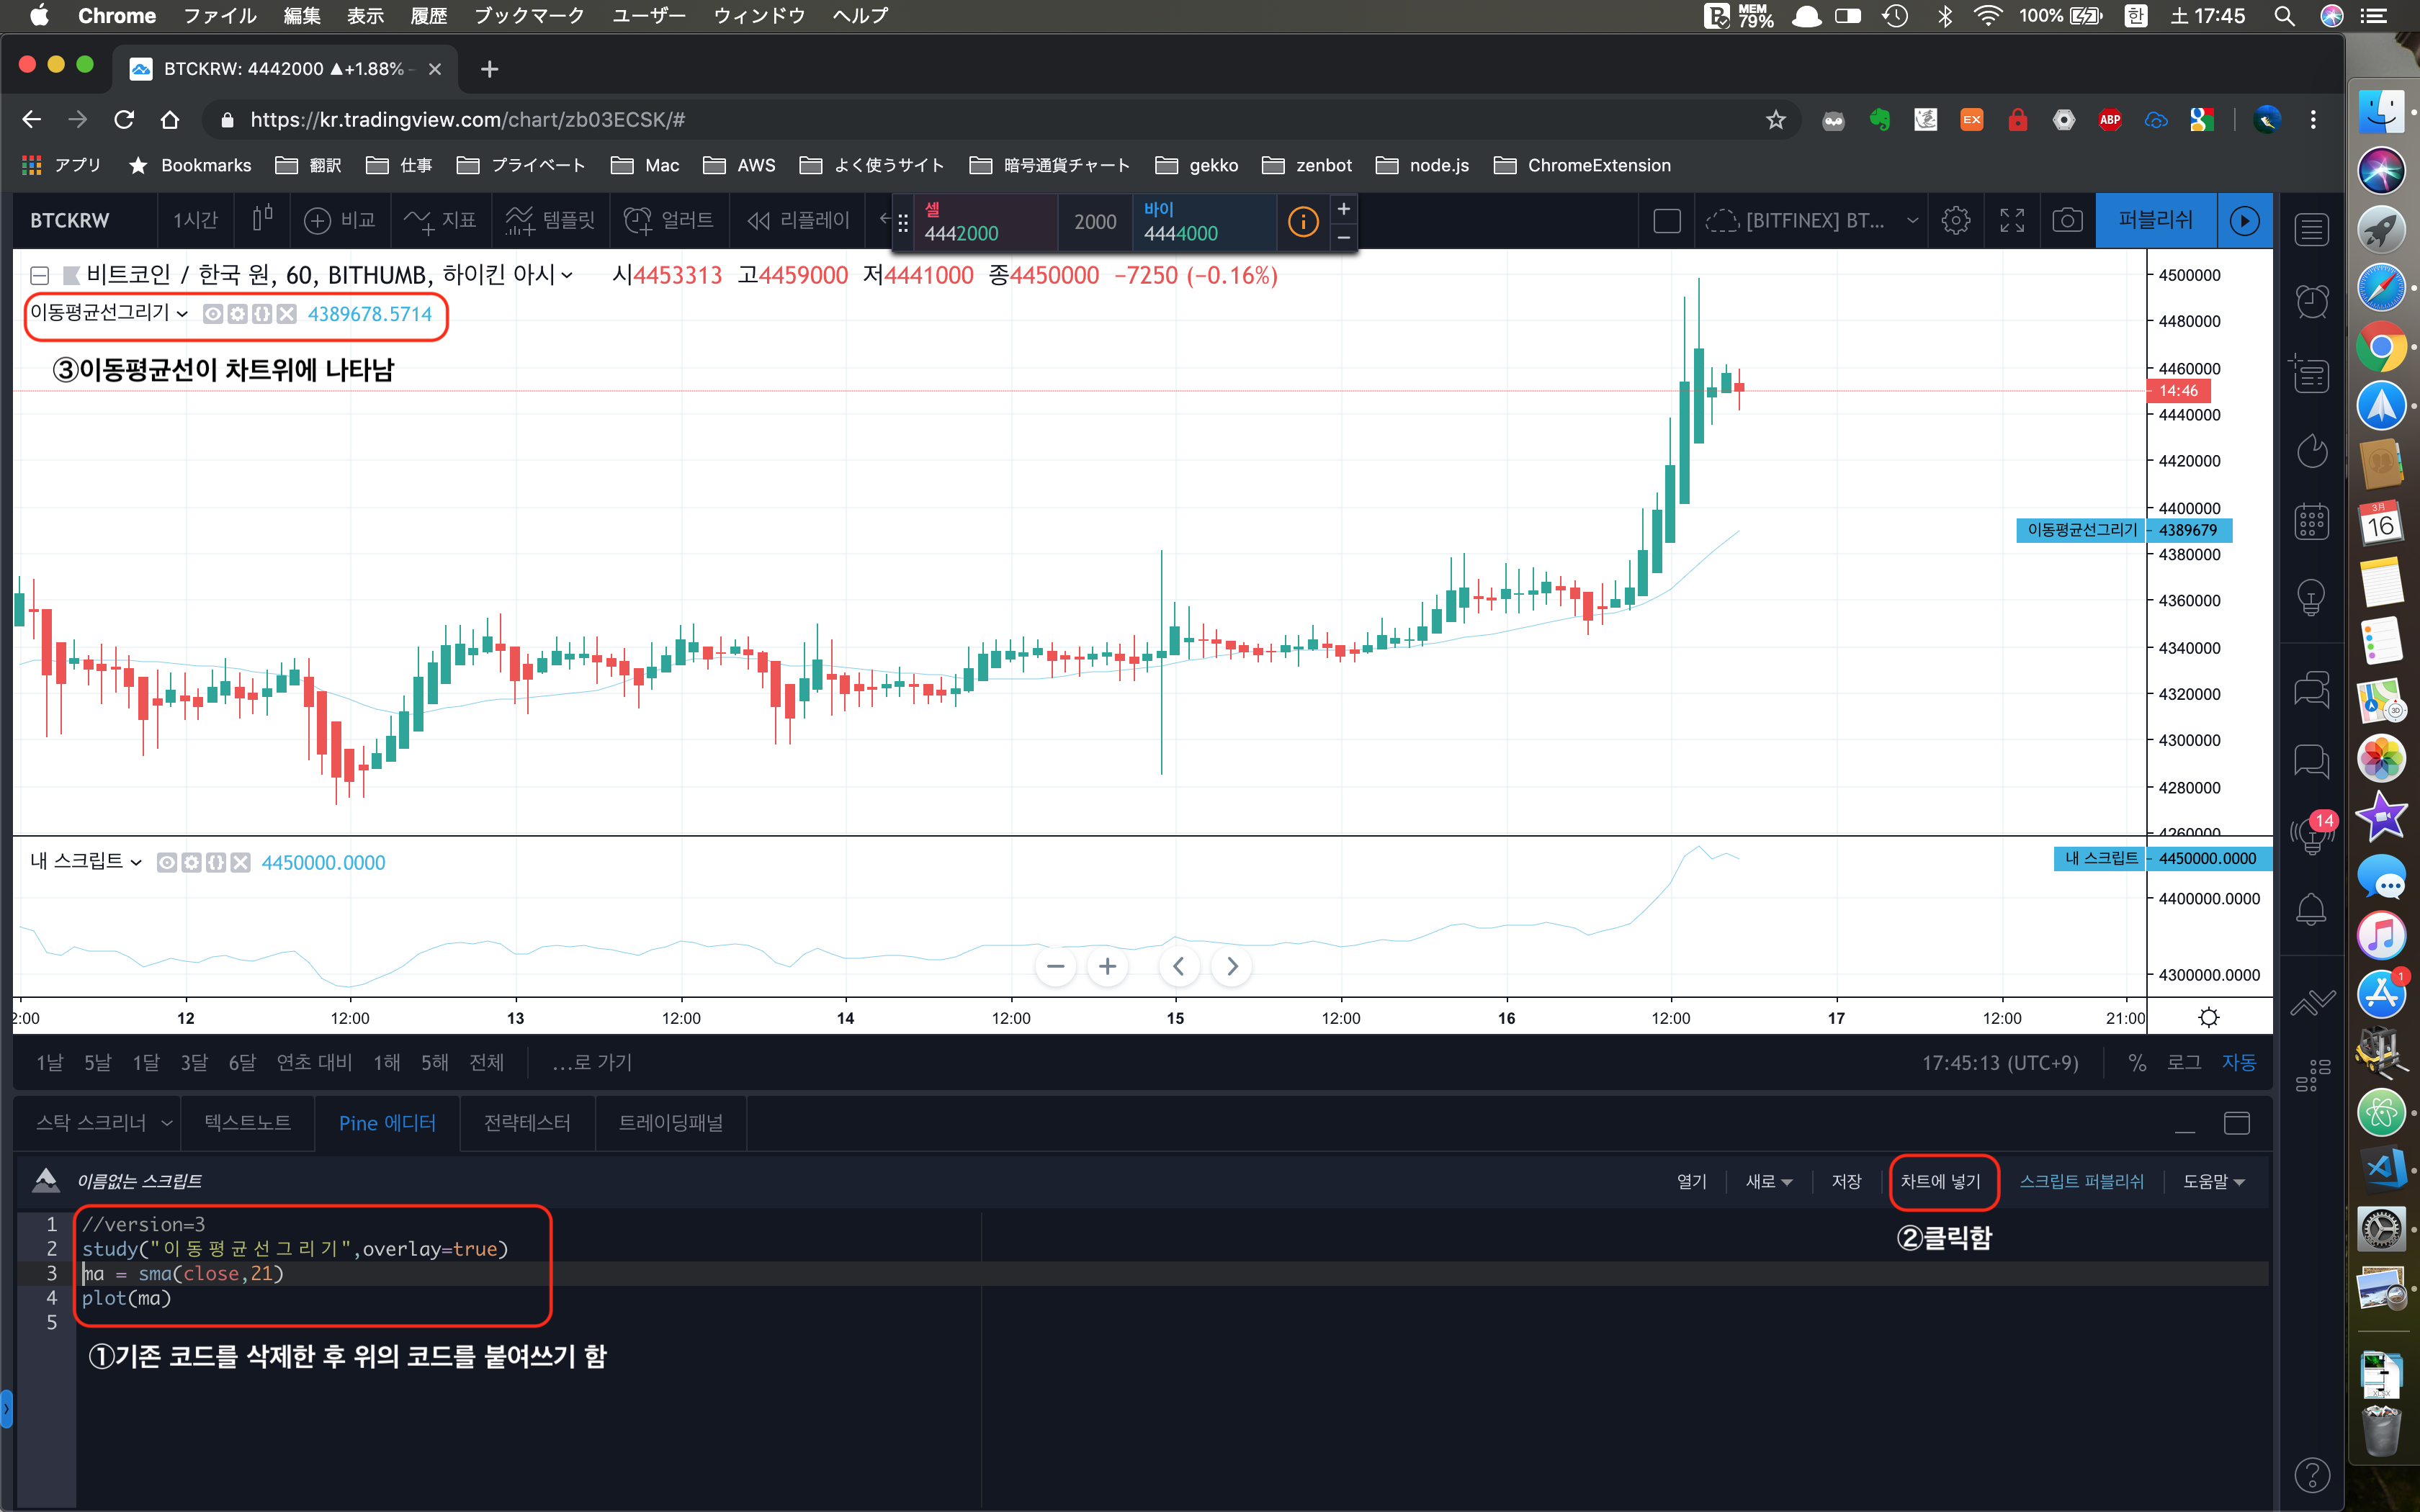 Chrome ファイル 編集 表示 履歴 ブックマーク ユーザー ウィンドウ ヘルプ MEM 79% 100% 한 土 17:45
BTCKRW: 4442000 ▲+1.88% -
https://kr.tradingview.com/chart/zb03ECSK/#
EX ABP
アプリ Bookmarks 翻訳 仕事 プライベート Mac AWS よく使うサイト 暗号通貨チャート gekko zenbot node.js ChromeExtension
BTCKRW 1시간 비교 지표 템플릿 얼러트 리플레이
셀 4442000
2000
바이 4444000
[BITFINEX] BT... 퍼블리쉬
비트코인 / 한국 원, 60, BITHUMB, 하이킨 아시 시4453313 고4459000 저4441000 종4450000 −7250 (−0.16%)
이동평균선그리기 4389678.5714
③이동평균선이 차트위에 나타남
4500000
4480000
4460000
14:46
4440000
4420000
4400000
이동평균선그리기 4389679
4380000
4360000
4340000
4320000
4300000
4280000
4260000
내 스크립트 4450000.0000
내 스크립트 4450000.0000
4400000.0000
4300000.0000
2:00 12 12:00 13 12:00 14 12:00 15 12:00 16 12:00 17 12:00 21:00
1날 5날 1달 3달 6달 연초 대비 1해 5해 전체 ...로 가기 17:45:13 (UTC+9) % 로그 자동
스탁 스크리너 텍스트노트 Pine 에디터 전략테스터 트레이딩패널
이름없는 스크립트 열기 새로 저장 차트에 넣기 스크립트 퍼블리쉬 도움말
1 //version=3
2 study("이동평균선그리기",overlay=true)
3 ma = sma(close,21)
4 plot(ma)
5
②클릭함
①기존 코드를 삭제한 후 위의 코드를 붙여쓰기 함
3月
16
3D
14
1